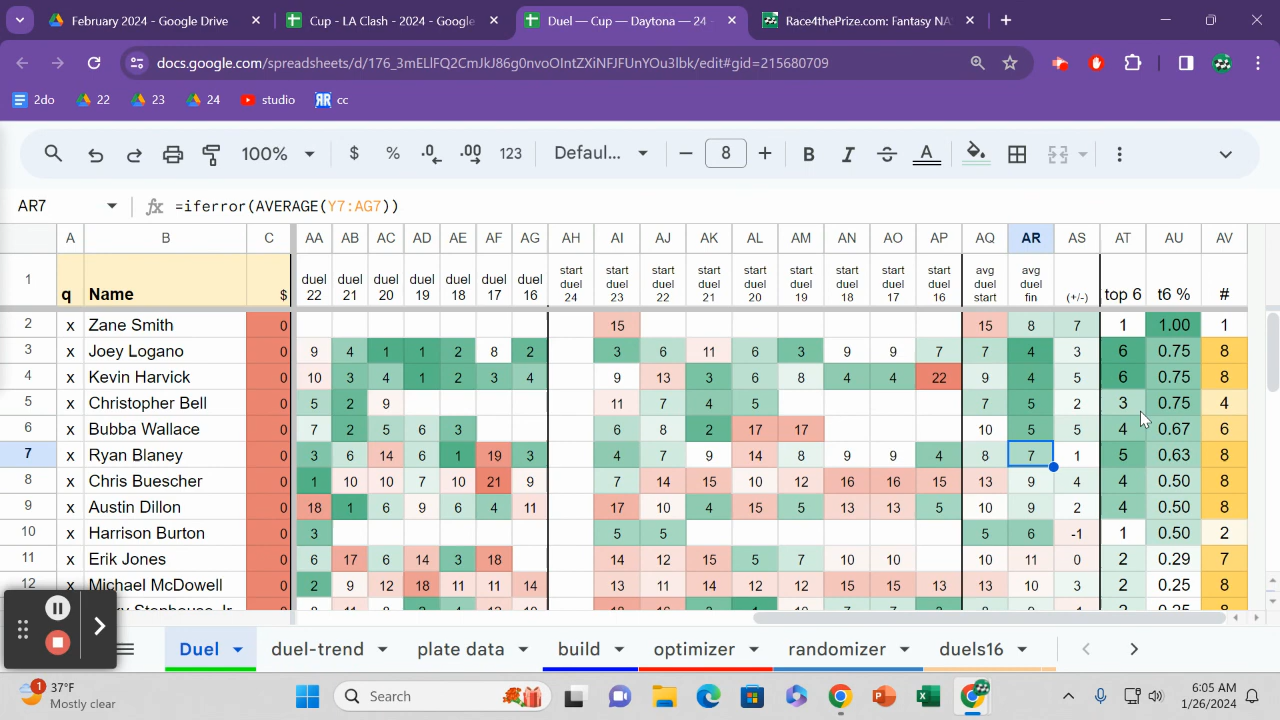 February 2024 - Google Drive
Cup - LA Clash - 2024 - Google
Duel — Cup — Daytona — 24 -
Race4thePrize.com: Fantasy NA
docs.google.com/spreadsheets/d/176_3mELlFQ2CmJkJ86g0nvoOIntZXiNFJFUnYOu3lbk/edit#gid=215680709
2do 22 23 24 studio RR cc
100% $ % .0 .00 123 Defaul... − 8 + B I S A
AR7 fx =iferror(AVERAGE(Y7:AG7))
A B C AA AB AC AD AE AF AG AH AI AJ AK AL AM AN AO AP AQ AR AS AT AU AV
1 q Name $ duel 22 duel 21 duel 20 duel 19 duel 18 duel 17 duel 16 start duel 24 start duel 23 start duel 22 start duel 21 start duel 20 start duel 19 start duel 18 start duel 17 start duel 16 avg duel start avg duel fin (+/-) top 6 t6 % #
2 x Zane Smith 0 15 15 8 7 1 1.00 1
3 x Joey Logano 0 9 4 1 1 2 8 2 3 6 11 6 3 9 9 7 7 4 3 6 0.75 8
4 x Kevin Harvick 0 10 3 4 1 2 3 4 9 13 3 6 8 4 4 22 9 4 5 6 0.75 8
5 x Christopher Bell 0 5 2 9 11 7 4 5 7 5 2 3 0.75 4
6 x Bubba Wallace 0 7 2 5 6 3 6 8 2 17 17 10 5 5 4 0.67 6
7 x Ryan Blaney 0 3 6 14 6 1 19 3 4 7 9 14 8 9 9 4 8 7 1 5 0.63 8
8 x Chris Buescher 0 1 10 10 7 10 21 9 7 14 15 10 12 16 16 15 13 9 4 4 0.50 8
9 x Austin Dillon 0 18 1 6 9 6 4 11 17 10 4 15 5 13 13 5 10 9 2 4 0.50 8
10 x Harrison Burton 0 3 5 5 5 6 -1 1 0.50 2
11 x Erik Jones 0 6 17 6 14 3 18 14 12 15 5 7 10 10 10 11 0 2 0.29 7
12 x Michael McDowell 0 2 9 12 18 11 11 14 13 11 14 12 12 15 15 13 13 10 3 2 0.25 8
Duel duel-trend plate data build optimizer randomizer duels16
1 37°F
Mostly clear
Search
6:05 AM
1/26/2024